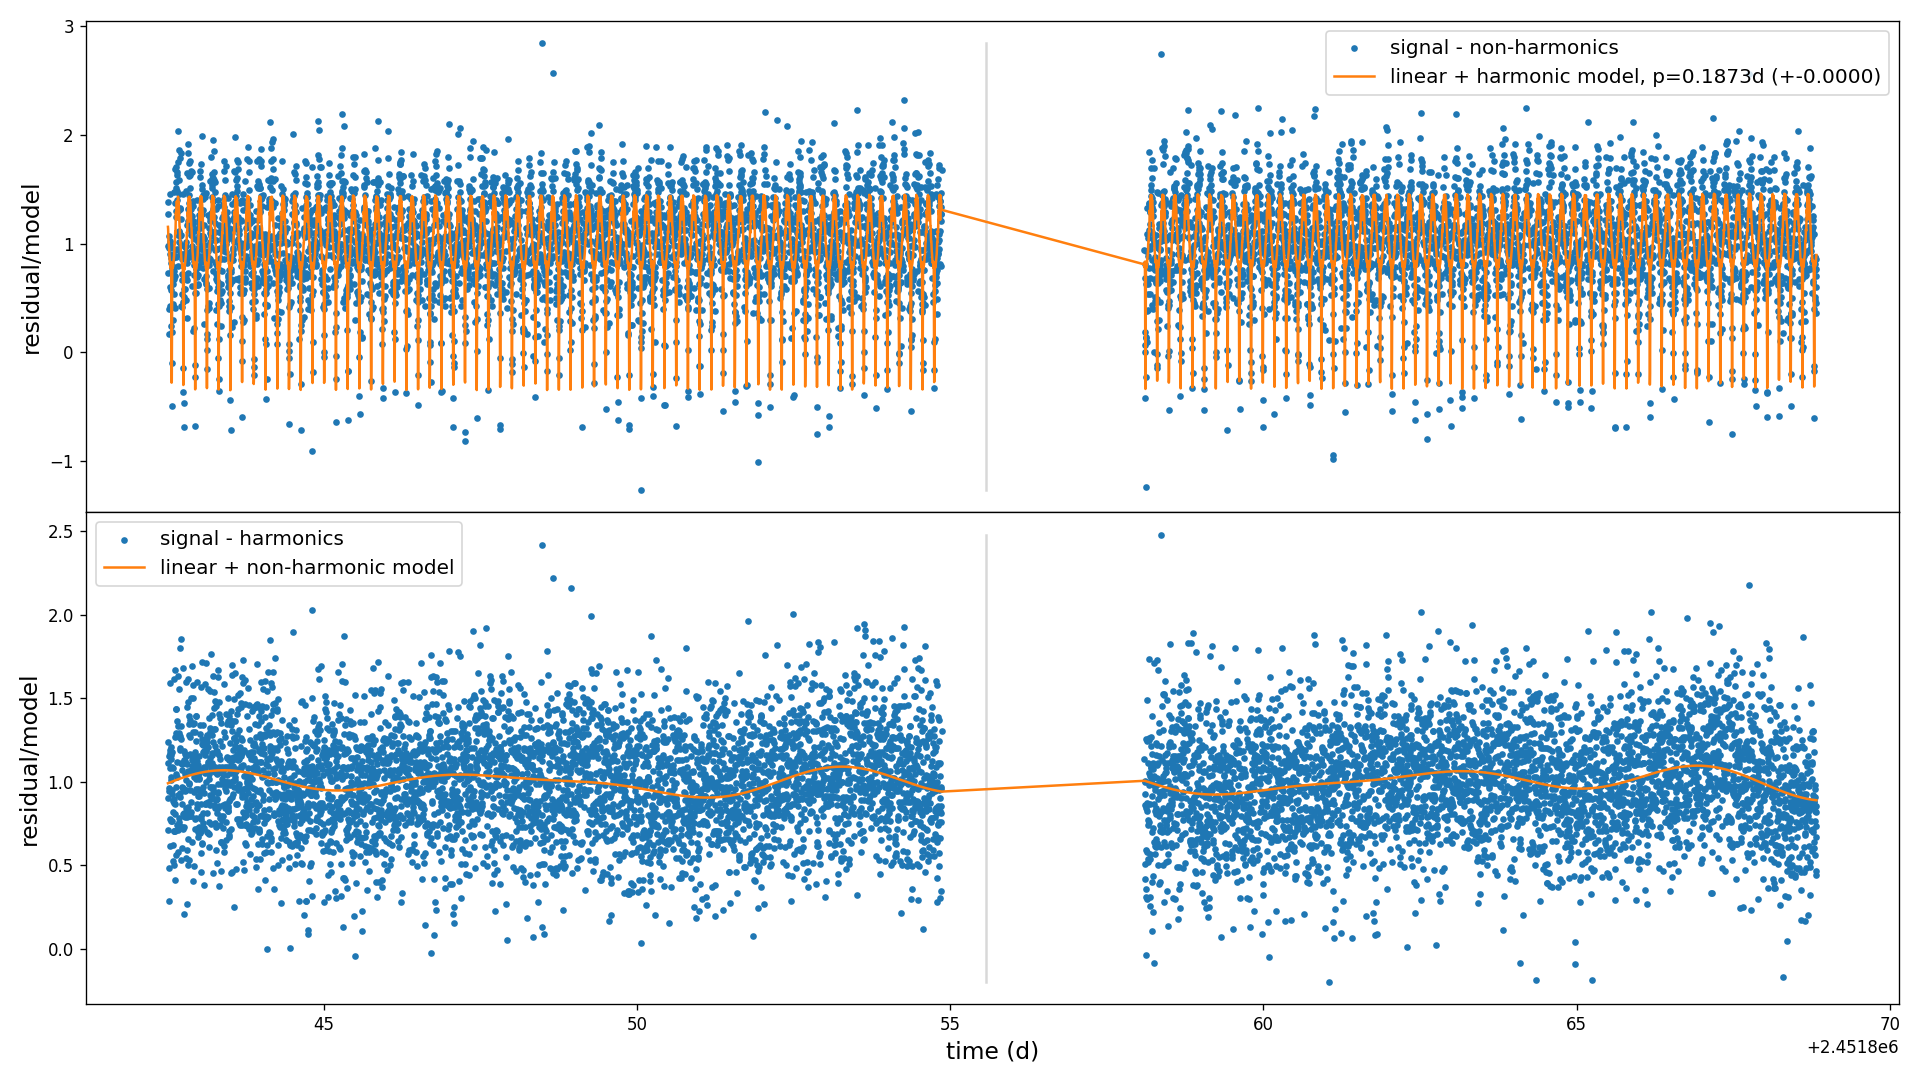 3
2
1
0
−1
residual/model
signal - non-harmonics
linear + harmonic model, p=0.1873d (+-0.0000)
2.5
2.0
1.5
1.0
0.5
0.0
residual/model
signal - harmonics
linear + non-harmonic model
45
50
55
60
65
70
time (d)
+2.4518e6